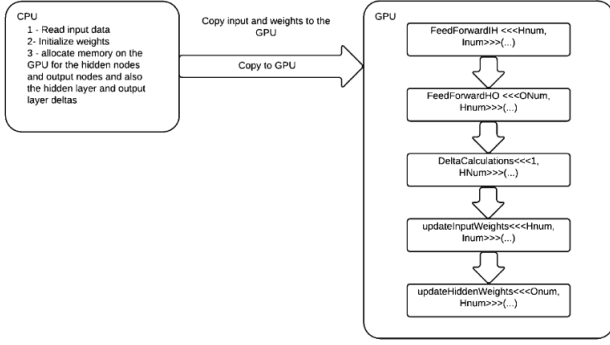 CPU
1 - Read input data
2- Initialize weights
3 - allocate memory on the
GPU for the hidden nodes
and output nodes and also
the hidden layer and output
layer deltas
Copy input and weights to the
GPU
Copy to GPU
GPU
FeedForwardIH <<<Hnum,
Inum>>>(...)
FeedForwardHO <<<ONum,
Hnum>>>(...)
DeltaCalculations<<<1,
HNum>>>(...)
updateInputWeights<<<Hnum,
Inum>>>(...)
updateHiddenWeights<<<Onum,
Hnum>>>(...)